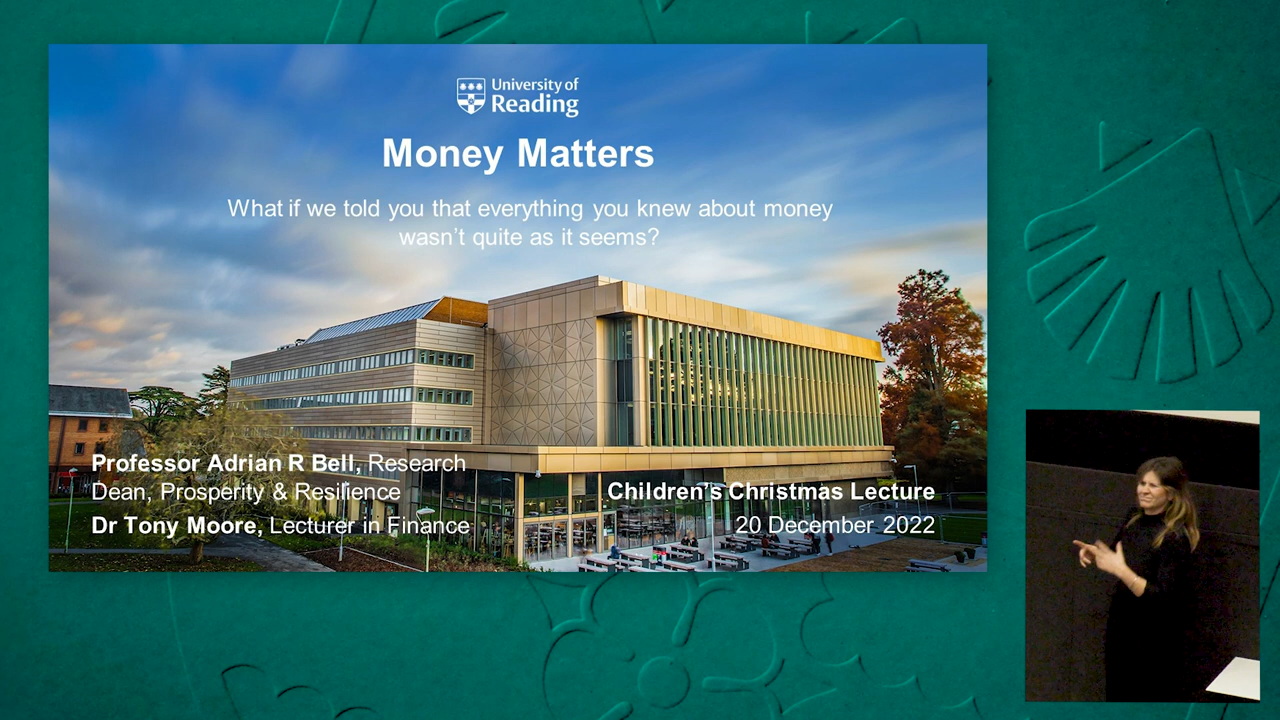 University of
Reading
Money Matters
What if we told you that everything you knew about money
wasn't quite as it seems?
Professor Adrian R Bell, Research
Dean, Prosperity & Resilience
Dr Tony Moore, Lecturer in Finance
Children's Christmas Lecture
20 December 2022